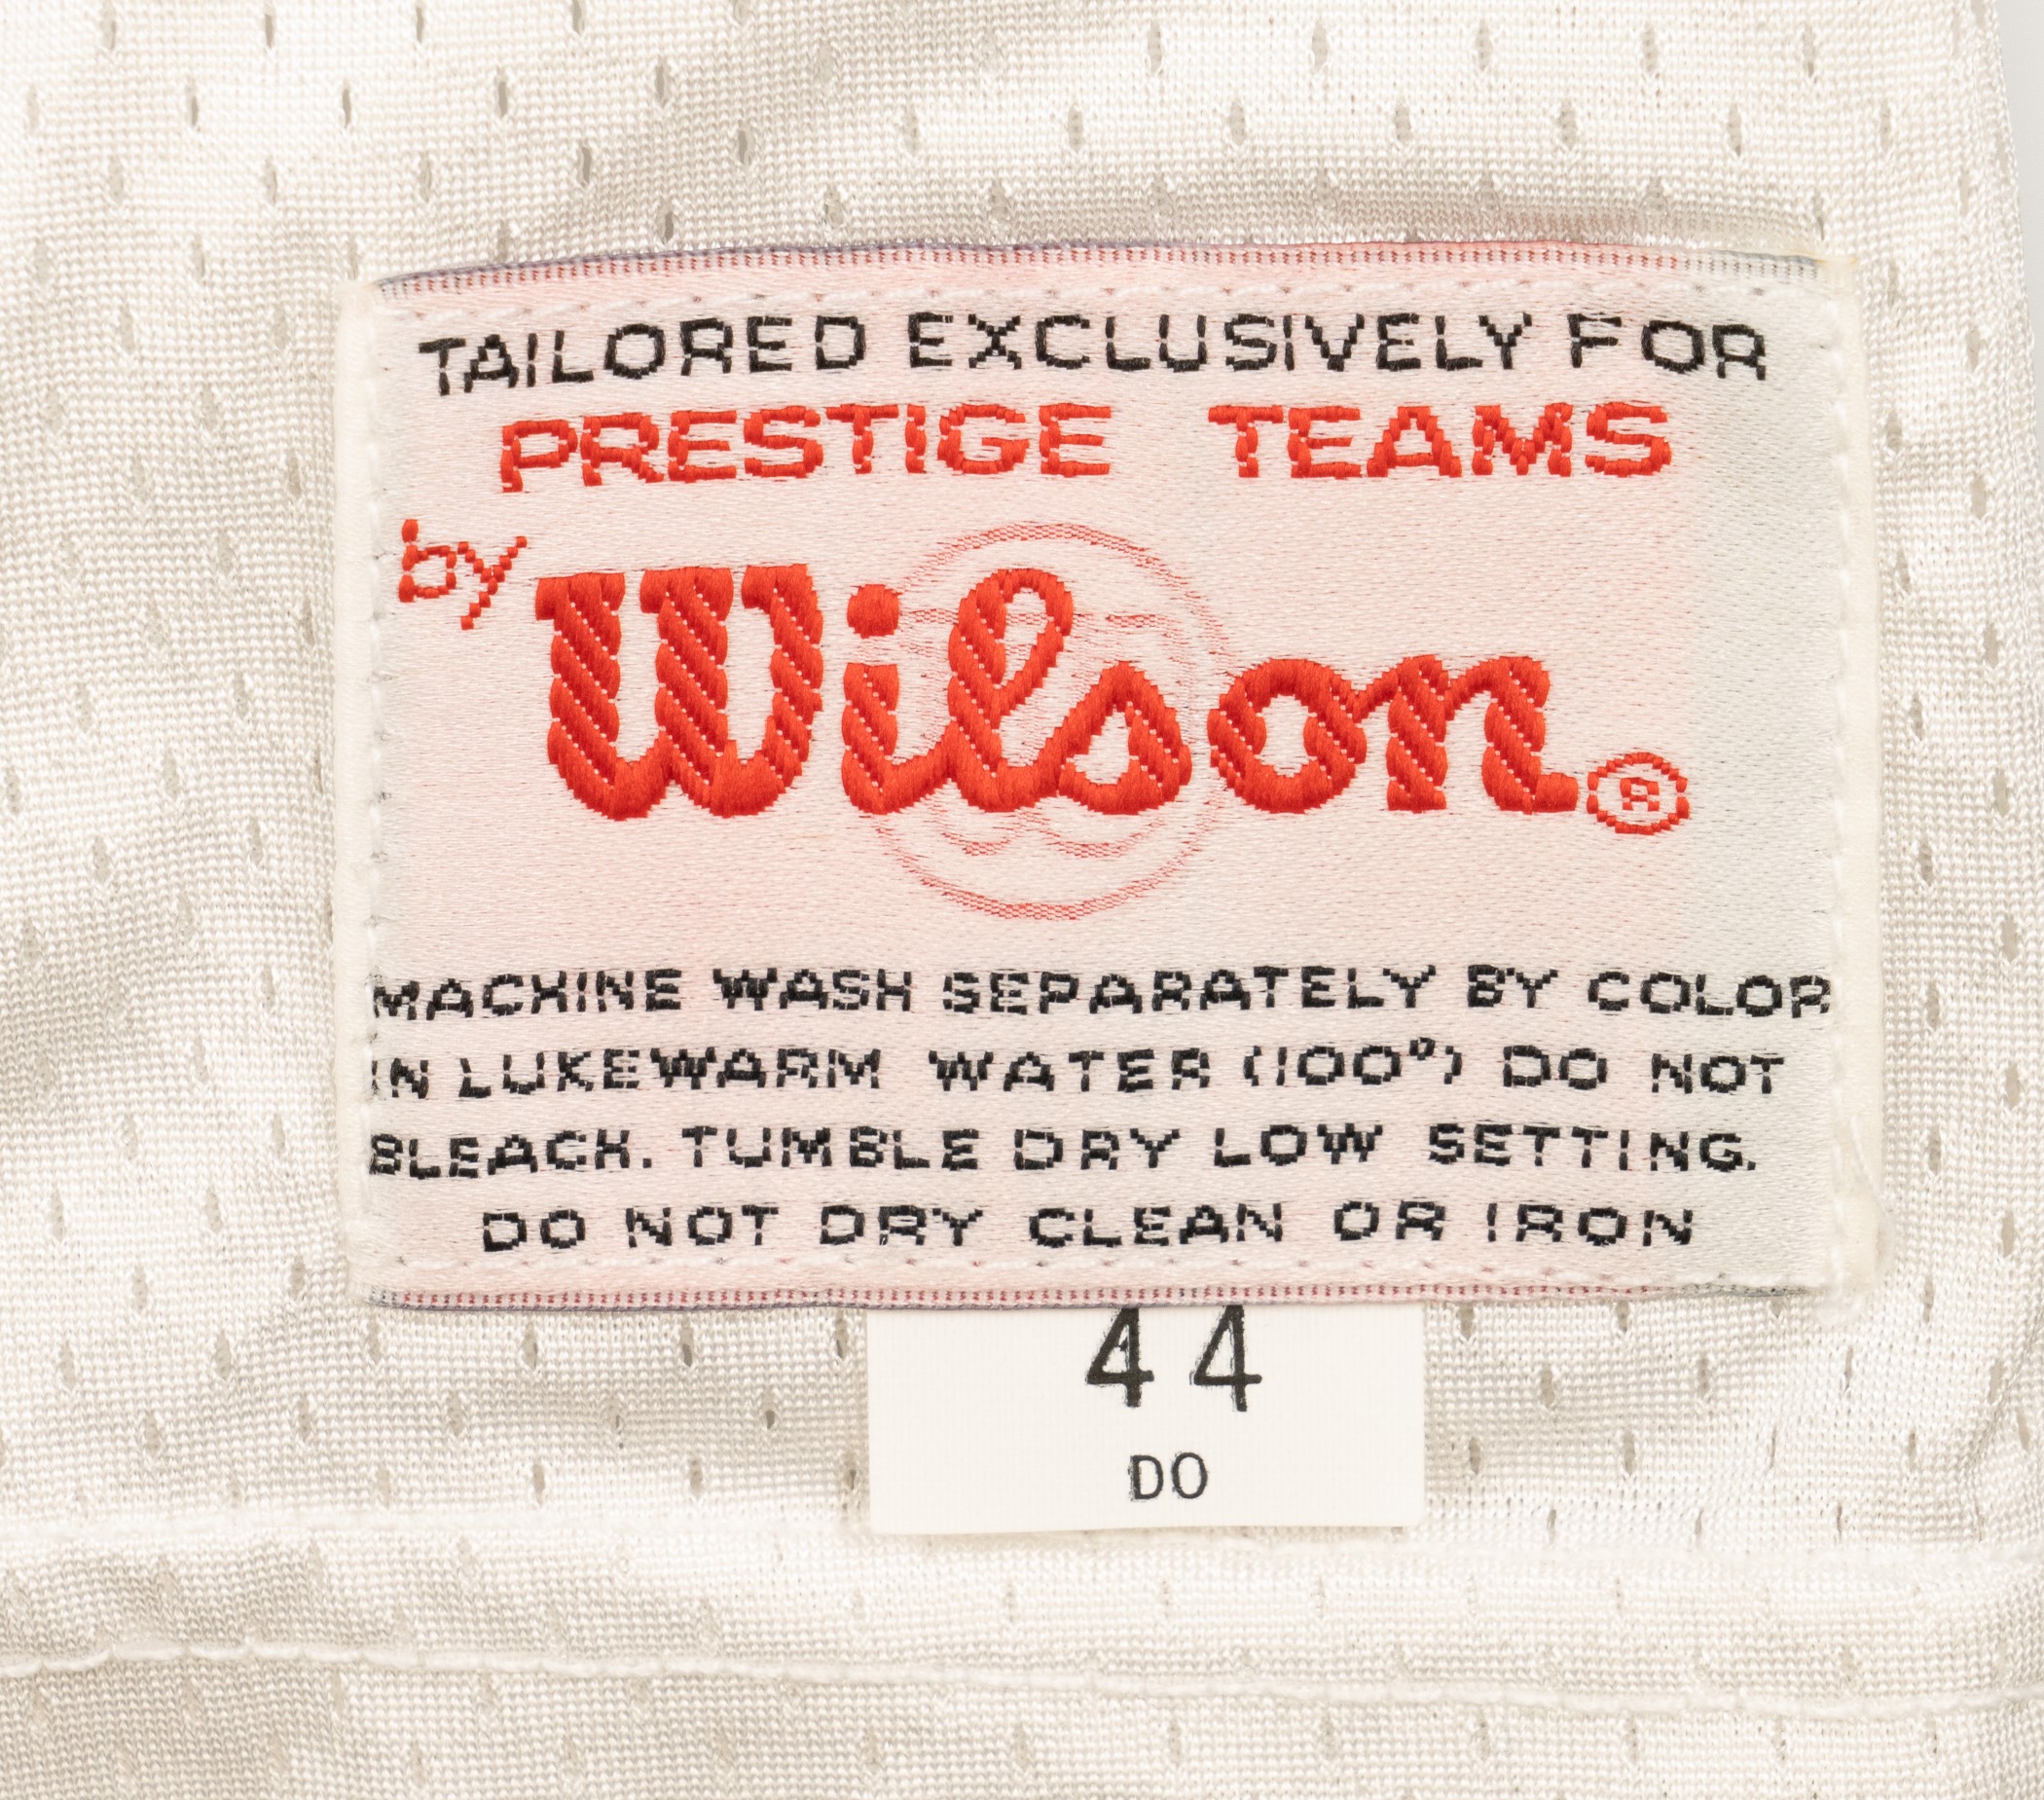 TAILORED EXCLUSIVELY FOR
PRESTIGE TEAMS
by Wilson®
MACHINE WASH SEPARATELY BY COLOR
IN LUKEWARM WATER (100°) DO NOT
BLEACH. TUMBLE DRY LOW SETTING.
DO NOT DRY CLEAN OR IRON
44
DO